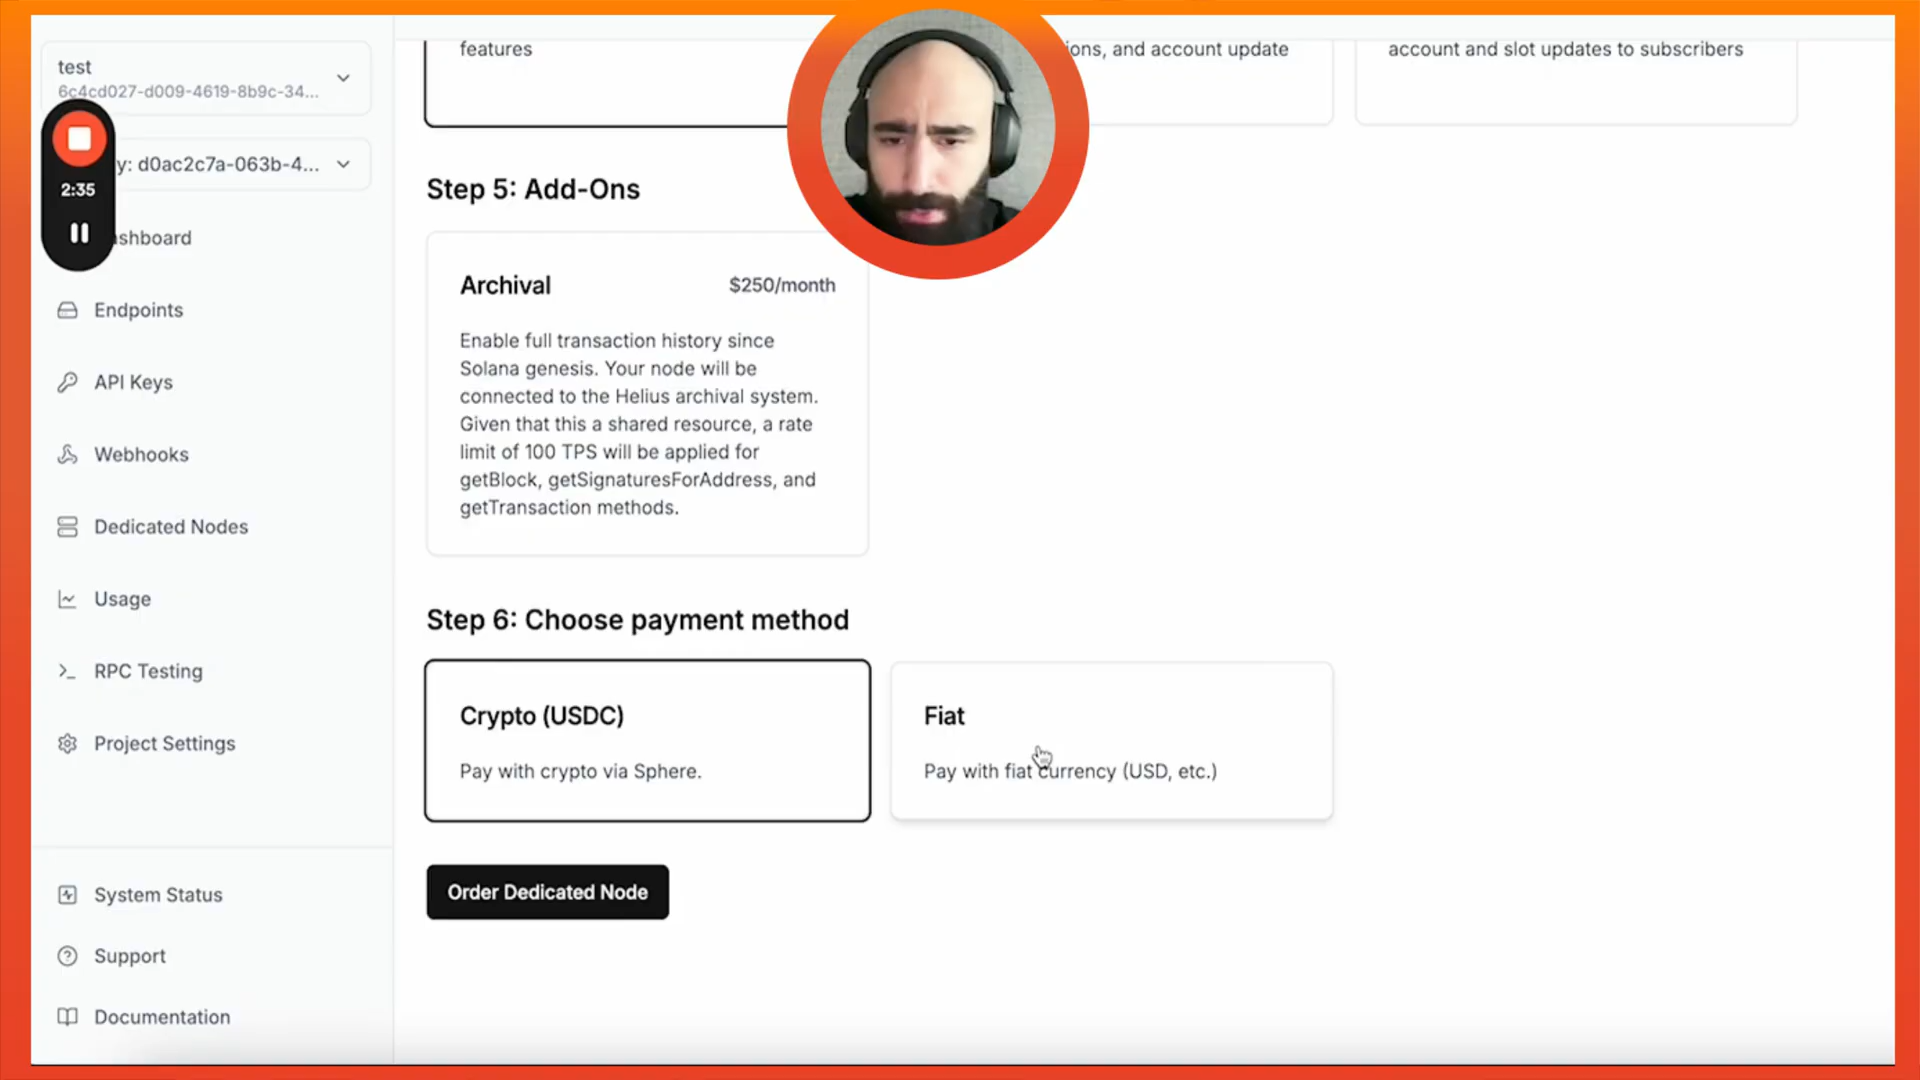 test
6c4cd027-d009-4619-8b9c-34...
2:35
y: d0ac2c7a-063b-4...
shboard
Endpoints
API Keys
Webhooks
Dedicated Nodes
Usage
RPC Testing
Project Settings
System Status
Support
Documentation
features
ions, and account update
account and slot updates to subscribers
Step 5: Add-Ons
Archival
$250/month
Enable full transaction history since
Solana genesis. Your node will be
connected to the Helius archival system.
Given that this a shared resource, a rate
limit of 100 TPS will be applied for
getBlock, getSignaturesForAddress, and
getTransaction methods.
Step 6: Choose payment method
Crypto (USDC)
Pay with crypto via Sphere.
Fiat
Pay with fiat currency (USD, etc.)
Order Dedicated Node